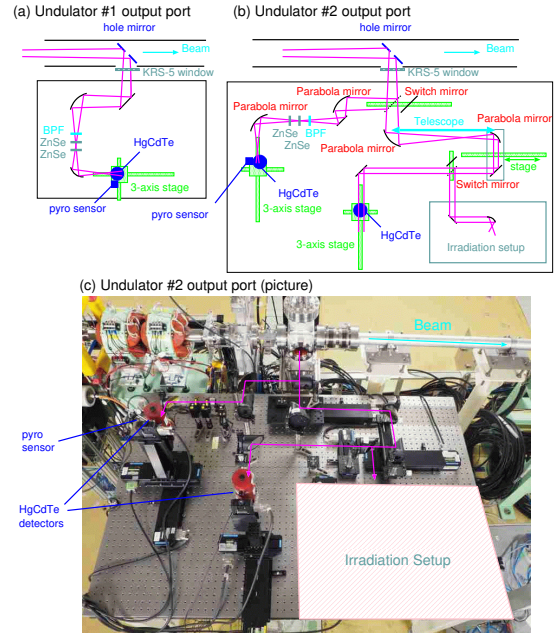 (a) Undulator #1 output port
hole mirror
Beam
KRS-5 window
BPF
ZnSe
ZnSe
HgCdTe
3-axis stage
pyro sensor
(b) Undulator #2 output port
hole mirror
Beam
KRS-5 window
Parabola mirror
Switch mirror
Parabola mirror
Parabola mirror
Telescope
ZnSe
BPF
ZnSe
Parabola mirror
stage
HgCdTe
Switch mirror
pyro sensor
3-axis stage
HgCdTe
3-axis stage
Irradiation setup
(c) Undulator #2 output port (picture)
Beam
pyro
sensor
HgCdTe
detectors
Irradiation Setup